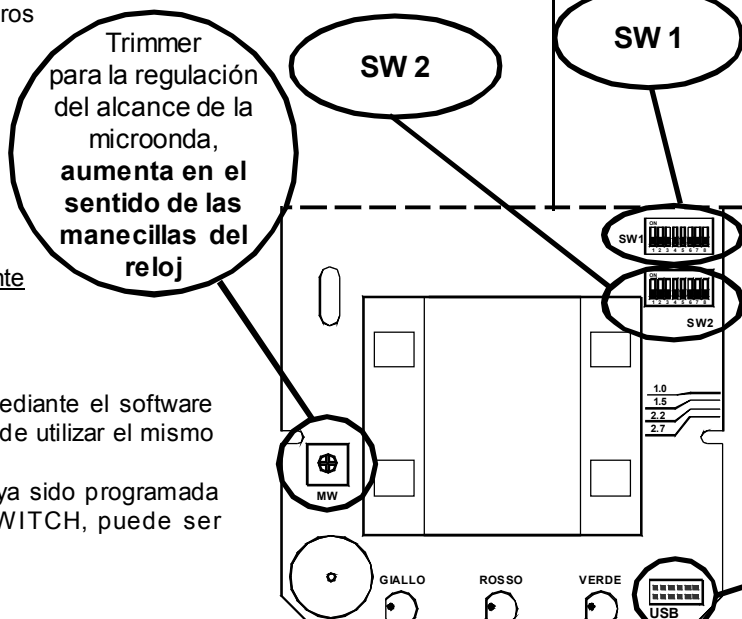 ros
Trimmer
para la regulación
del alcance de la
microonda,
aumenta en el
sentido de las
manecillas del
reloj
SW 2
SW 1
ON
SW1
1 2 3 4 5 6 7 8
ON
1 2 3 4 5 6 7 8
SW2
nte
1.0
1.5
2.2
2.7
ediante el software
de utilizar el mismo
ya sido programada
WITCH, puede ser
MW
GIALLO
ROSSO
VERDE
USB